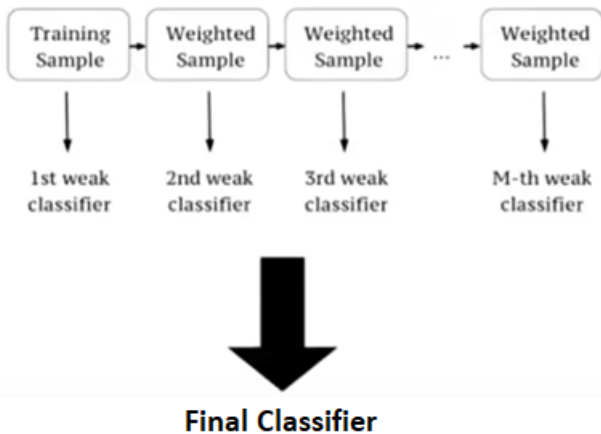 Training
Sample
Weighted
Sample
Weighted
Sample
...
Weighted
Sample
1st weak
classifier
2nd weak
classifier
3rd weak
classifier
M-th weak
classifier
Final Classifier